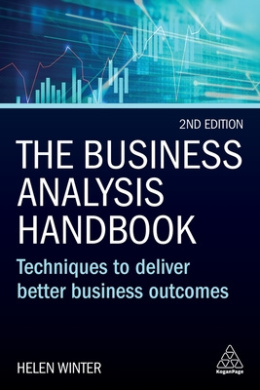 2ND EDITION
THE BUSINESS
ANALYSIS
HANDBOOK
Techniques to deliver
better business outcomes
HELEN WINTER
KoganPage